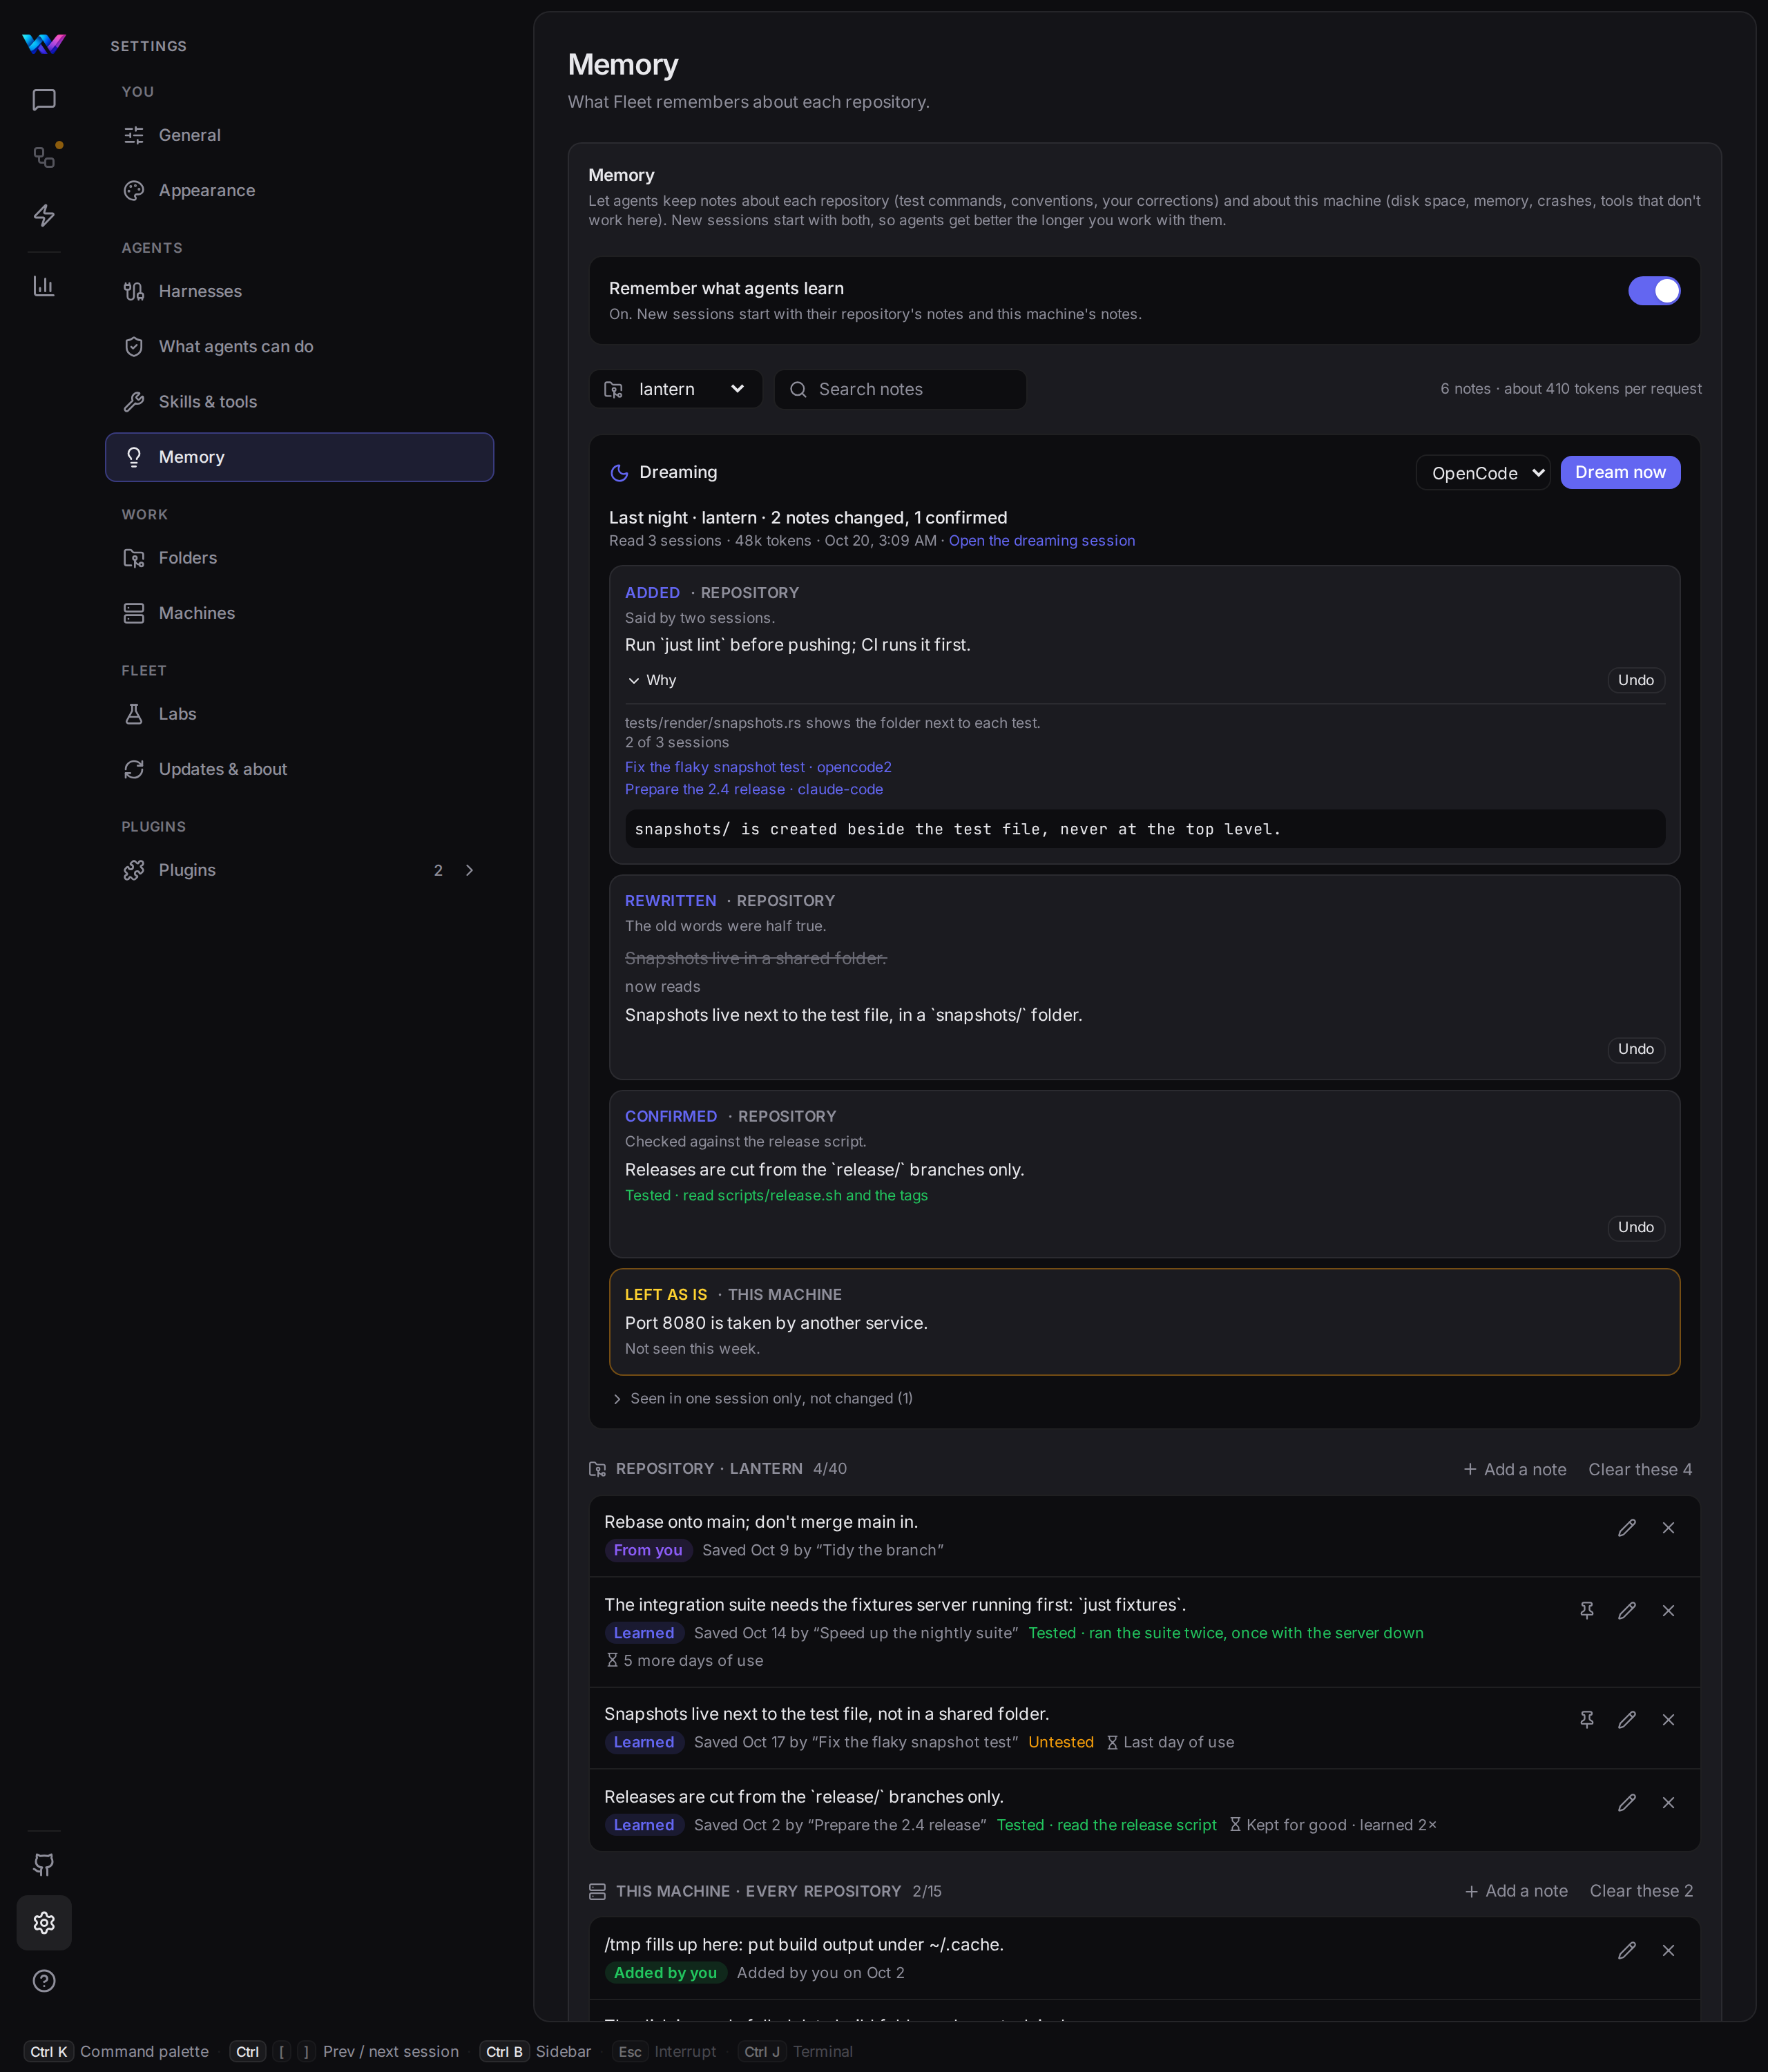 SETTINGS
YOU
General
Appearance
AGENTS
Harnesses
What agents can do
Skills & tools
Memory
WORK
Folders
Machines
FLEET
Labs
Updates & about
PLUGINS
Plugins 2
Memory
What Fleet remembers about each repository.
Memory
Let agents keep notes about each repository (test commands, conventions, your corrections) and about this machine (disk space, memory, crashes, tools that don't
work here). New sessions start with both, so agents get better the longer you work with them.
Remember what agents learn
On. New sessions start with their repository's notes and this machine's notes.
lantern Search notes 6 notes · about 410 tokens per request
Dreaming OpenCode Dream now
Last night · lantern · 2 notes changed, 1 confirmed
Read 3 sessions · 48k tokens · Oct 20, 3:09 AM · Open the dreaming session
ADDED · REPOSITORY
Said by two sessions.
Run `just lint` before pushing; CI runs it first.
Why Undo
tests/render/snapshots.rs shows the folder next to each test.
2 of 3 sessions
Fix the flaky snapshot test · opencode2
Prepare the 2.4 release · claude-code
snapshots/ is created beside the test file, never at the top level.
REWRITTEN · REPOSITORY
The old words were half true.
Snapshots live in a shared folder.
now reads
Snapshots live next to the test file, in a `snapshots/` folder.
Undo
CONFIRMED · REPOSITORY
Checked against the release script.
Releases are cut from the `release/` branches only.
Tested · read scripts/release.sh and the tags
Undo
LEFT AS IS · THIS MACHINE
Port 8080 is taken by another service.
Not seen this week.
Seen in one session only, not changed (1)
REPOSITORY · LANTERN 4/40 Add a note Clear these 4
Rebase onto main; don't merge main in.
From you Saved Oct 9 by “Tidy the branch”
The integration suite needs the fixtures server running first: `just fixtures`.
Learned Saved Oct 14 by “Speed up the nightly suite” Tested · ran the suite twice, once with the server down
5 more days of use
Snapshots live next to the test file, not in a shared folder.
Learned Saved Oct 17 by “Fix the flaky snapshot test” Untested Last day of use
Releases are cut from the `release/` branches only.
Learned Saved Oct 2 by “Prepare the 2.4 release” Tested · read the release script Kept for good · learned 2×
THIS MACHINE · EVERY REPOSITORY 2/15 Add a note Clear these 2
/tmp fills up here: put build output under ~/.cache.
Added by you Added by you on Oct 2
Ctrl K Command palette · Ctrl [ ] Prev / next session · Ctrl B Sidebar · Esc Interrupt · Ctrl J Terminal